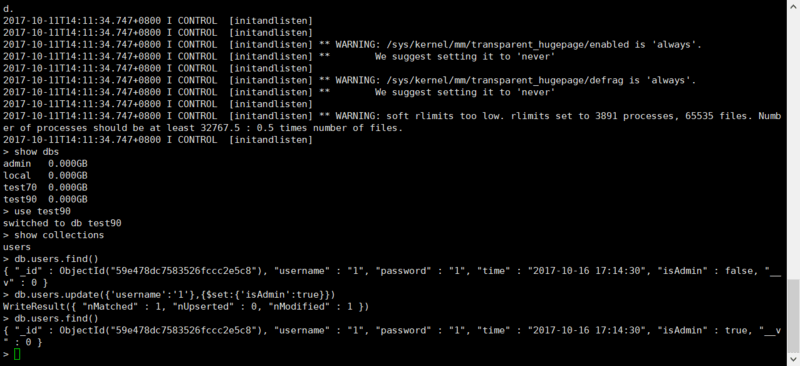 d.
2017-10-11T14:11:34.747+0800 I CONTROL  [initandlisten]
2017-10-11T14:11:34.747+0800 I CONTROL  [initandlisten]
2017-10-11T14:11:34.747+0800 I CONTROL  [initandlisten] ** WARNING: /sys/kernel/mm/transparent_hugepage/enabled is 'always'.
2017-10-11T14:11:34.747+0800 I CONTROL  [initandlisten] **        We suggest setting it to 'never'
2017-10-11T14:11:34.747+0800 I CONTROL  [initandlisten]
2017-10-11T14:11:34.747+0800 I CONTROL  [initandlisten] ** WARNING: /sys/kernel/mm/transparent_hugepage/defrag is 'always'.
2017-10-11T14:11:34.747+0800 I CONTROL  [initandlisten] **        We suggest setting it to 'never'
2017-10-11T14:11:34.747+0800 I CONTROL  [initandlisten]
2017-10-11T14:11:34.747+0800 I CONTROL  [initandlisten] ** WARNING: soft rlimits too low. rlimits set to 3891 processes, 65535 files. Numb
er of processes should be at least 32767.5 : 0.5 times number of files.
2017-10-11T14:11:34.747+0800 I CONTROL  [initandlisten]
> show dbs
admin   0.000GB
local   0.000GB
test70  0.000GB
test90  0.000GB
> use test90
switched to db test90
> show collections
users
> db.users.find()
{ "_id" : ObjectId("59e478dc7583526fccc2e5c8"), "username" : "1", "password" : "1", "time" : "2017-10-16 17:14:30", "isAdmin" : false, "__
v" : 0 }
> db.users.update({'username':'1'},{$set:{'isAdmin':true}})
WriteResult({ "nMatched" : 1, "nUpserted" : 0, "nModified" : 1 })
> db.users.find()
{ "_id" : ObjectId("59e478dc7583526fccc2e5c8"), "username" : "1", "password" : "1", "time" : "2017-10-16 17:14:30", "isAdmin" : true, "__v
" : 0 }
>